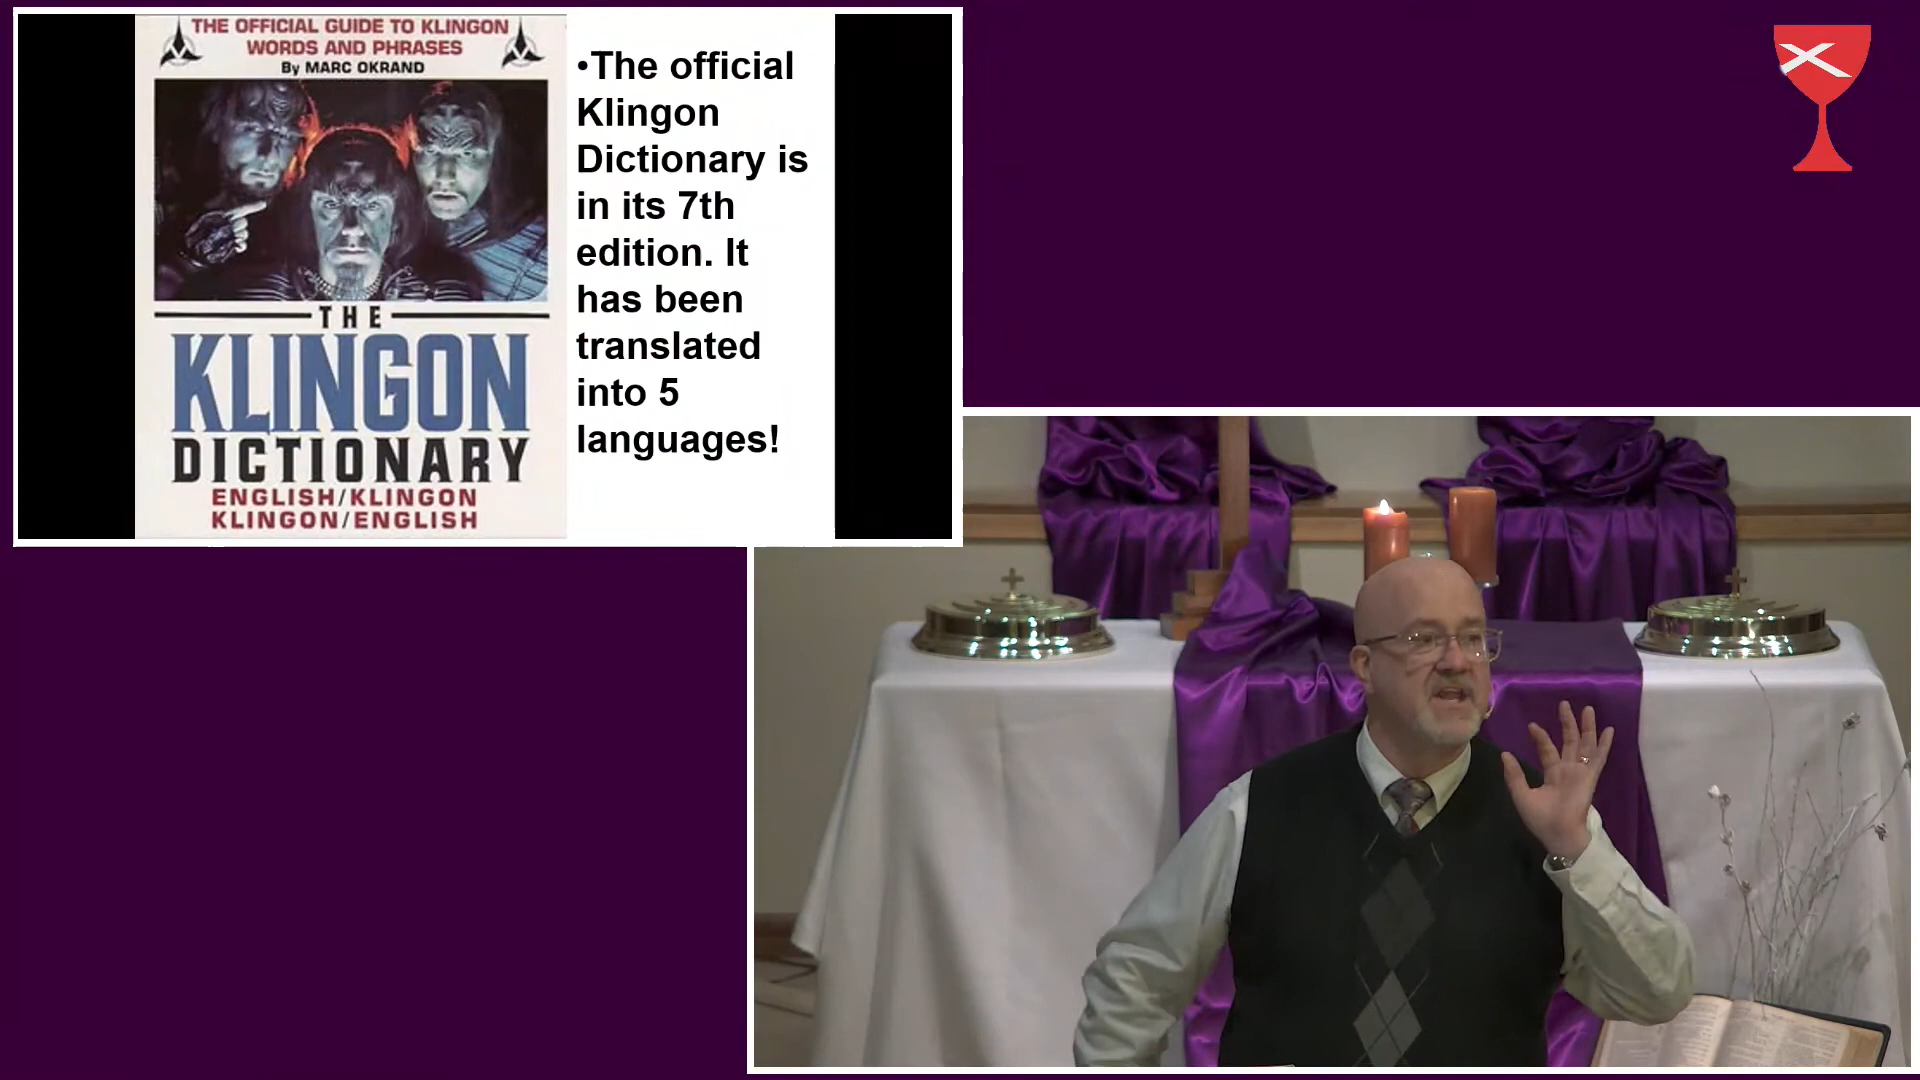 THE OFFICIAL GUIDE TO KLINGON
WORDS AND PHRASES
By MARC OKRAND
THE
KLINGON
DICTIONARY
ENGLISH/KLINGON
KLINGON/ENGLISH
•The official
Klingon
Dictionary is
in its 7th
edition. It
has been
translated
into 5
languages!